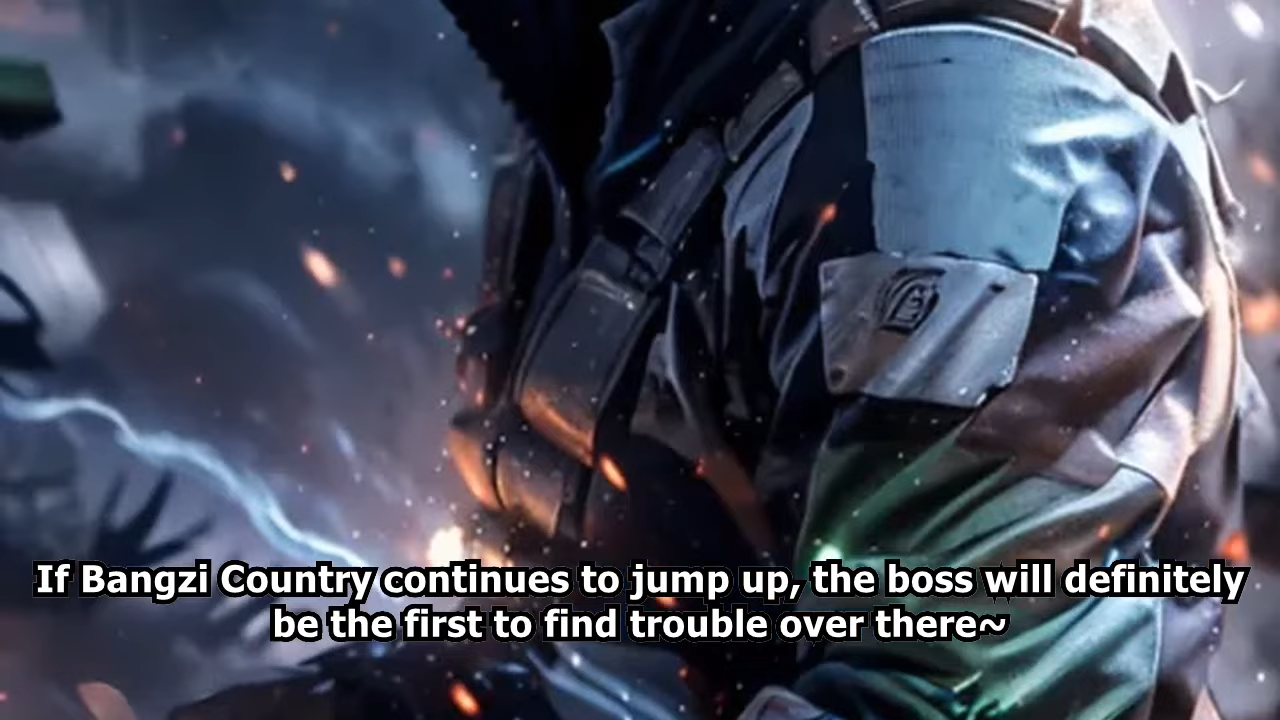 If Bangzi Country continues to jump up, the boss will definitely
be the first to find trouble over there~